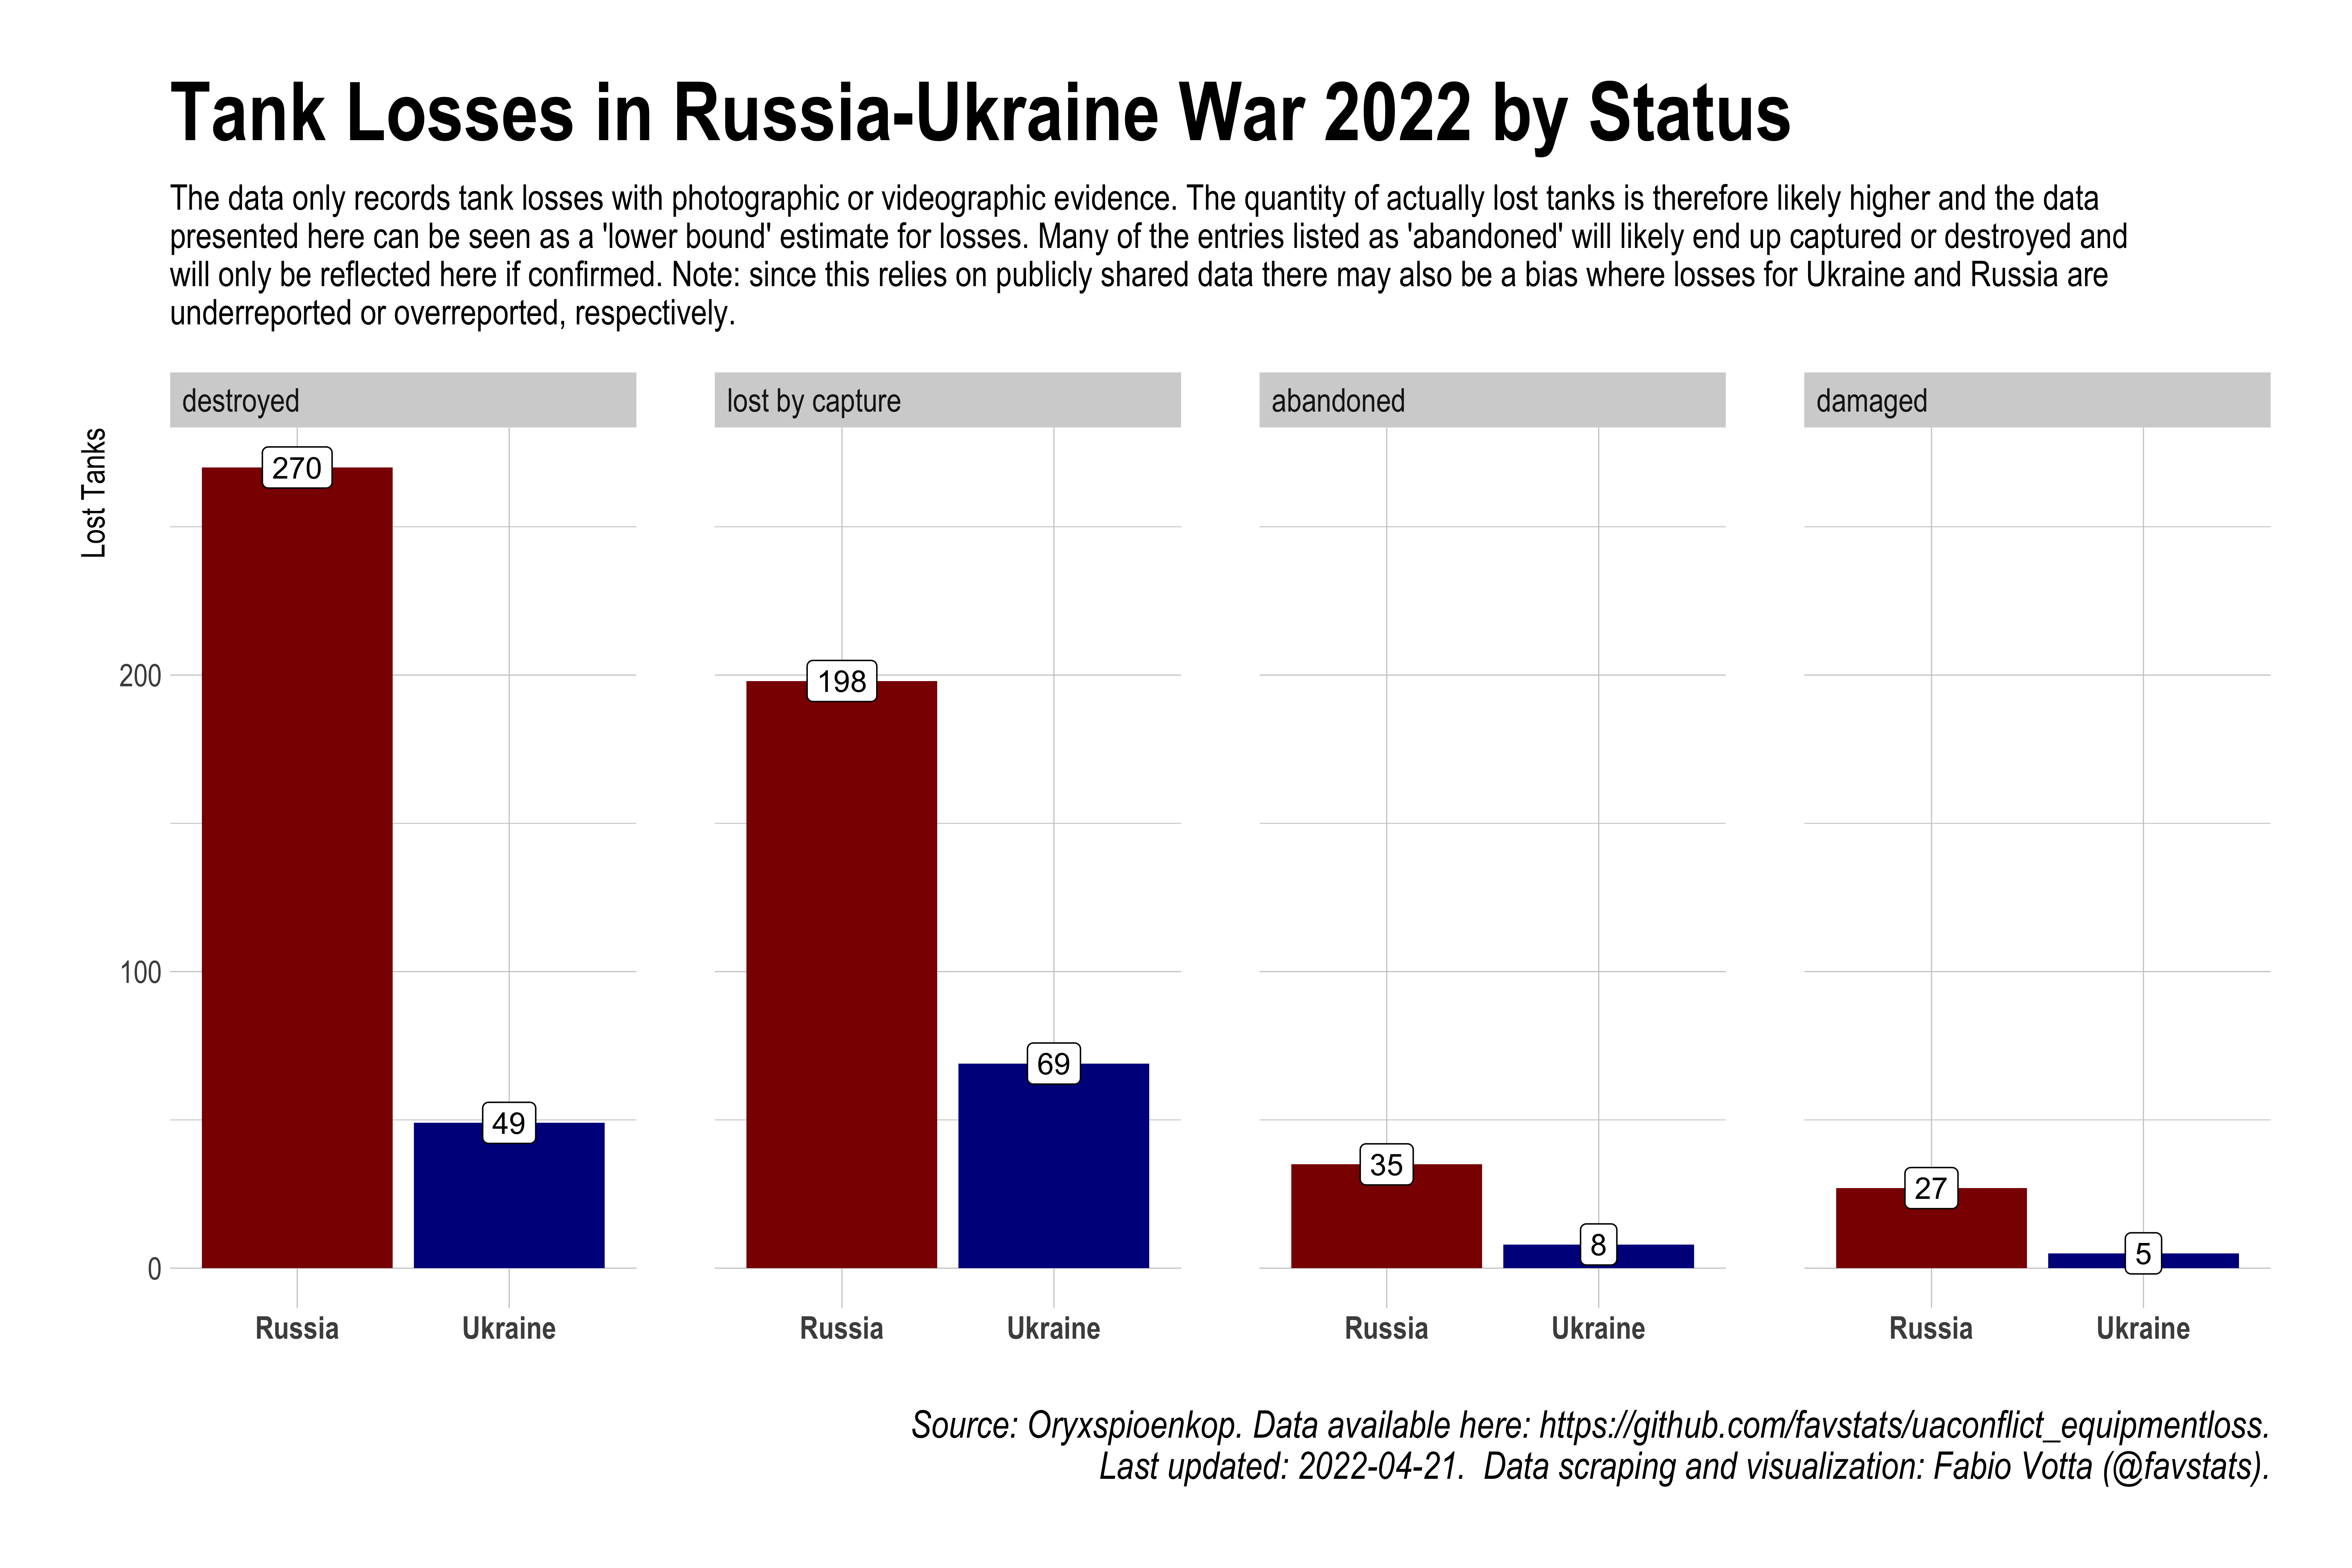 Tank Losses in Russia-Ukraine War 2022 by Status
The data only records tank losses with photographic or videographic evidence. The quantity of actually lost tanks is therefore likely higher and the data
presented here can be seen as a 'lower bound' estimate for losses. Many of the entries listed as 'abandoned' will likely end up captured or destroyed and
will only be reflected here if confirmed. Note: since this relies on publicly shared data there may also be a bias where losses for Ukraine and Russia are
underreported or overreported, respectively.
destroyed
lost by capture
abandoned
damaged
Lost Tanks
200
100
0
270
49
198
69
35
8
27
5
Russia
Ukraine
Russia
Ukraine
Russia
Ukraine
Russia
Ukraine
Source: Oryxspioenkop. Data available here: https://github.com/favstats/uaconflict_equipmentloss.
Last updated: 2022-04-21.  Data scraping and visualization: Fabio Votta (@favstats).